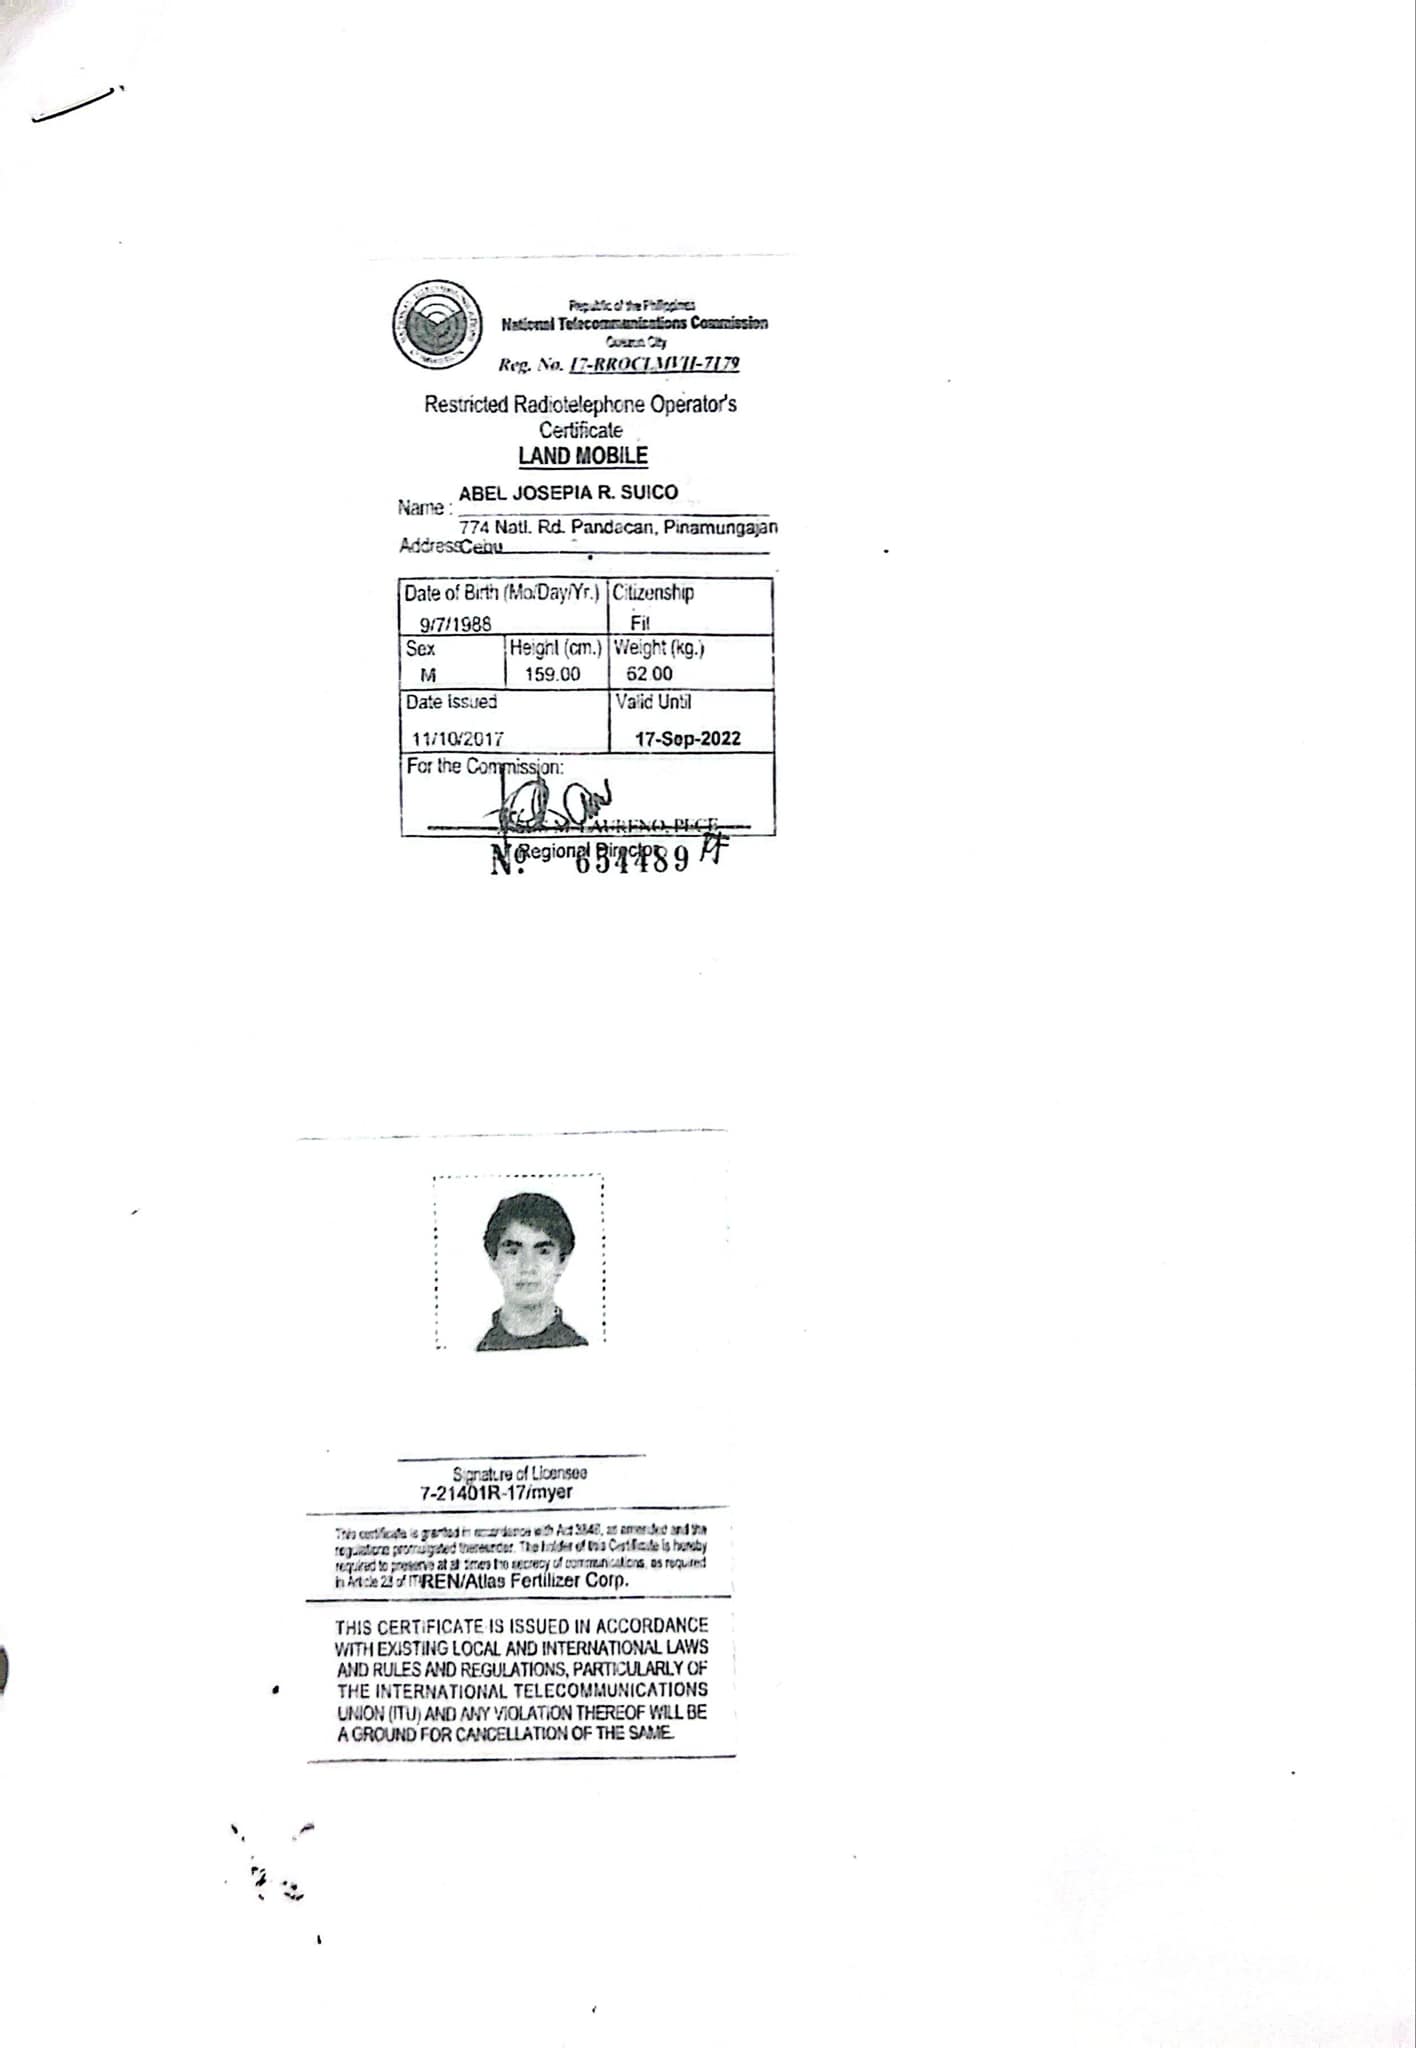 Republic of the Philippines
National Telecommunications Commission
Quezon City
Reg. No. 17-RROCLMVII-7179
Restricted Radiotelephone Operator's
Certificate
LAND MOBILE
Name : ABEL JOSEPIA R. SUICO
774 Natl. Rd. Pandacan, Pinamungajan
Address Cebu
Date of Birth (Mo/Day/Yr.) Citizenship
9/7/1988 Fil
Sex Height (cm.) Weight (kg.)
M 159.00 62.00
Date issued Valid Until
11/10/2017 17-Sep-2022
For the Commission:
LAURENO, PECE
Regional Director
No. 654489
Signature of Licensee
7-21401R-17/myer
This certificate is granted in accordance with Act 3846, as amended and the
regulations promulgated thereunder. The holder of this Certificate is hereby
required to preserve at all times the secrecy of communications, as required
in Article 23 of REN/Atlas Fertilizer Corp.
THIS CERTIFICATE IS ISSUED IN ACCORDANCE
WITH EXISTING LOCAL AND INTERNATIONAL LAWS
AND RULES AND REGULATIONS, PARTICULARLY OF
THE INTERNATIONAL TELECOMMUNICATIONS
UNION (ITU) AND ANY VIOLATION THEREOF WILL BE
A GROUND FOR CANCELLATION OF THE SAME.